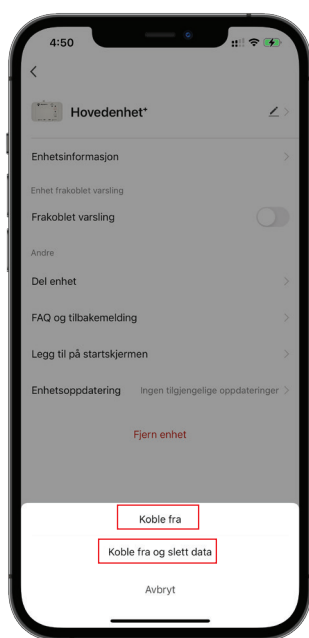 4:50
Hovedenhet+
Enhetsinformasjon
Enhet frakoblet varsling
Frakoblet varsling
Andre
Del enhet
FAQ og tilbakemelding
Legg til på startskjermen
Enhetsoppdatering Ingen tilgjengelige oppdateringer
Fjern enhet
Koble fra
Koble fra og slett data
Avbryt